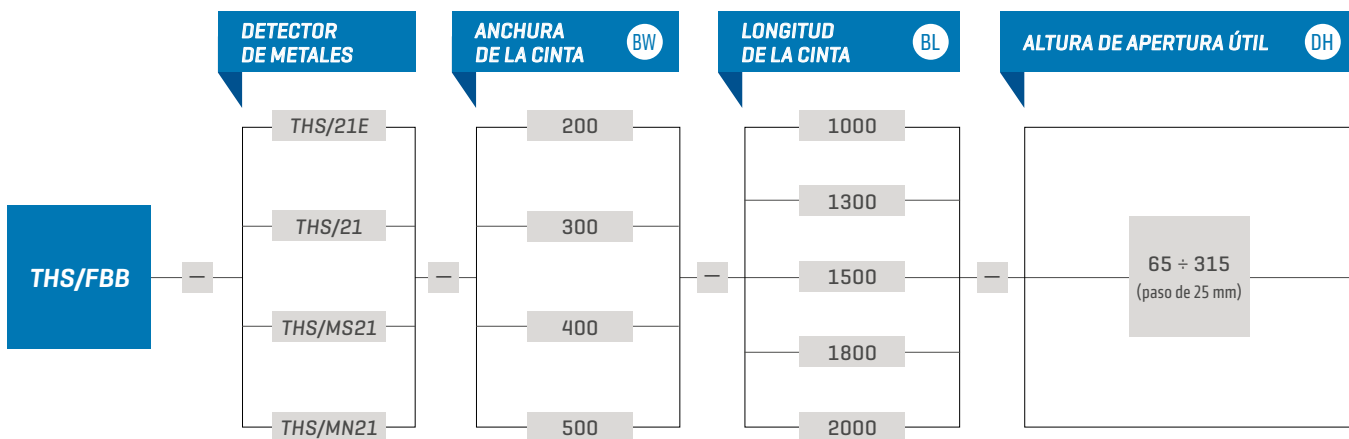 DETECTOR
DE METALES
ANCHURA
DE LA CINTA
BW
LONGITUD
DE LA CINTA
BL
ALTURA DE APERTURA ÚTIL
DH
THS/FBB
—
THS/21E
THS/21
THS/MS21
THS/MN21
—
200
300
400
500
—
1000
1300
1500
1800
2000
—
65 ÷ 315
(paso de 25 mm)